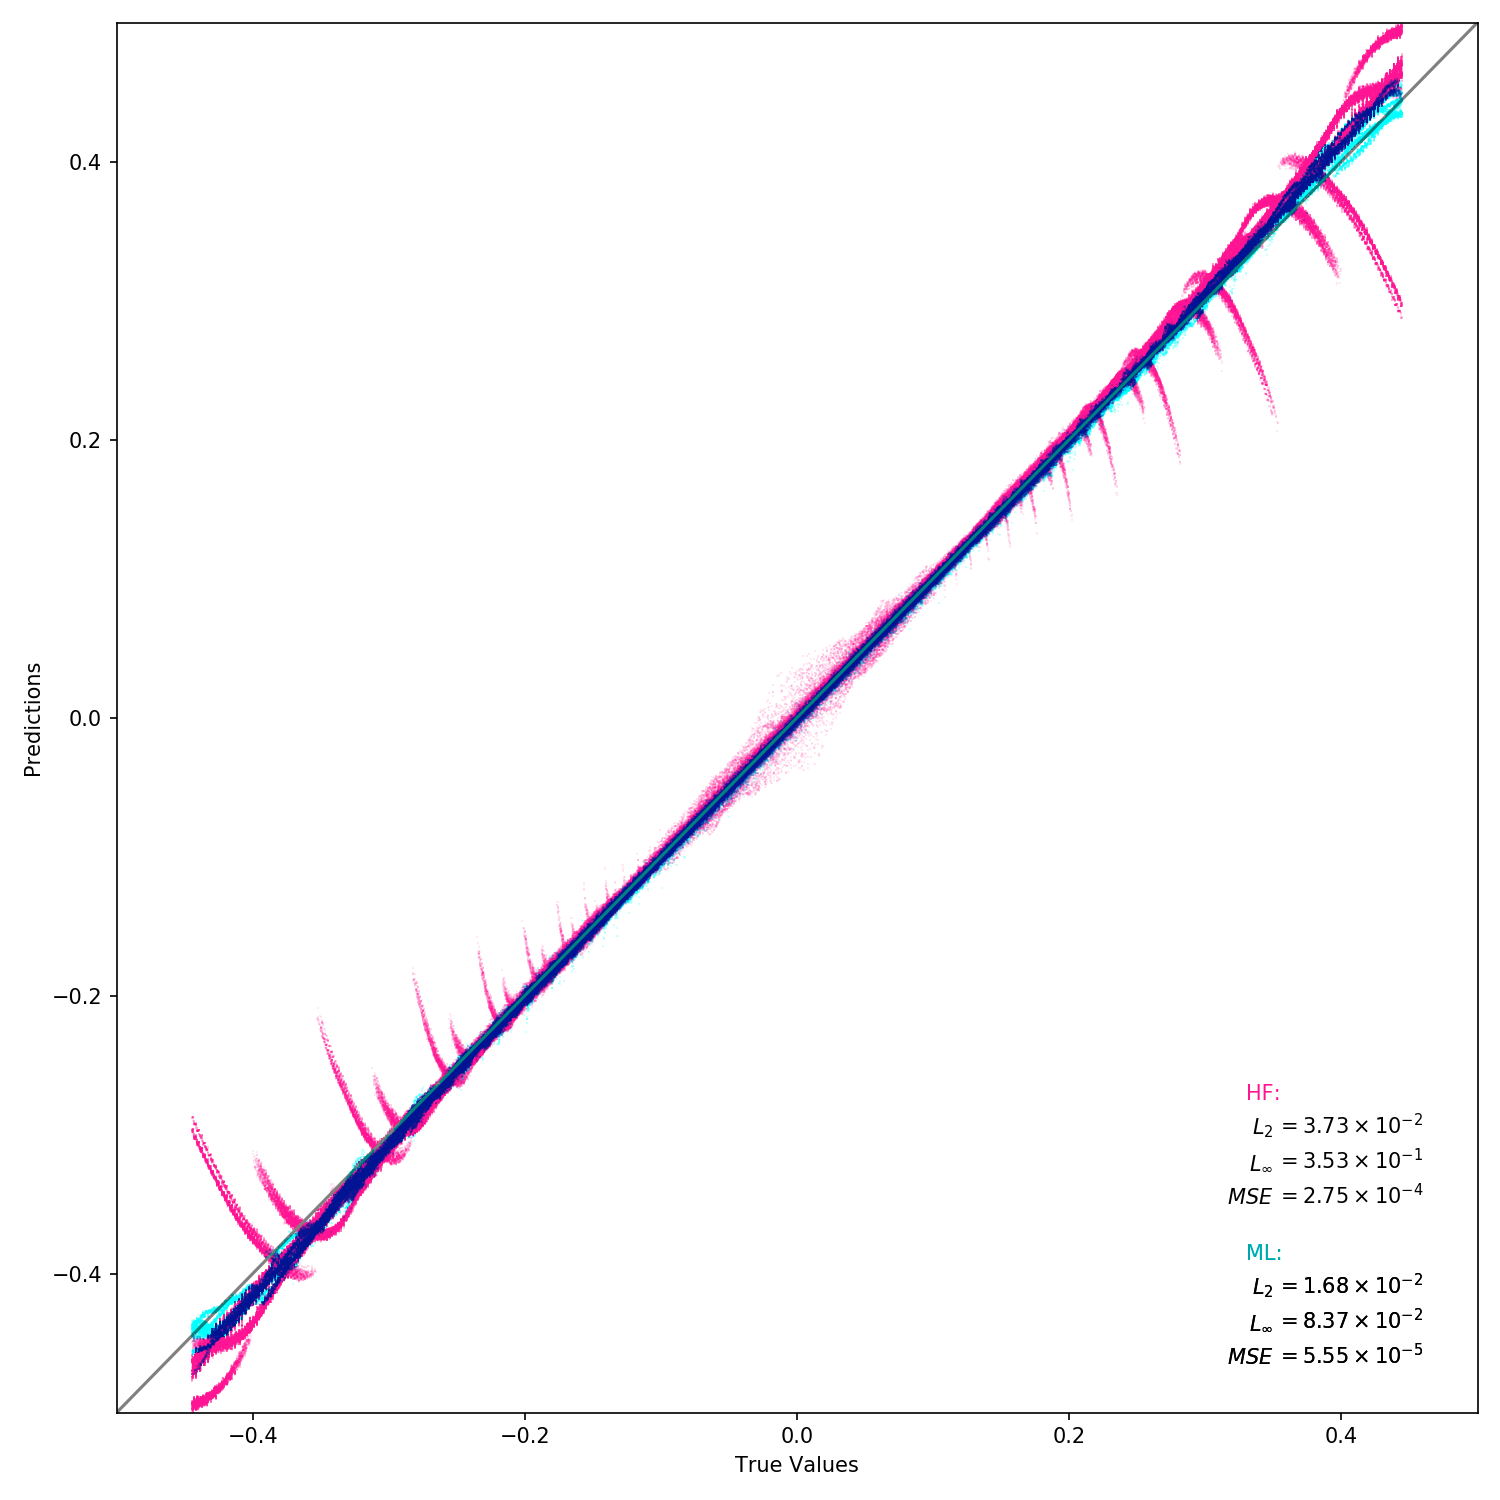 0.4
0.2
0.0
−0.2
−0.4
Predictions
−0.4 −0.2 0.0 0.2 0.4
True Values
HF:
L₂ = 3.73 × 10⁻²
L∞ = 3.53 × 10⁻¹
MSE = 2.75 × 10⁻⁴
ML:
L₂ = 1.68 × 10⁻²
L∞ = 8.37 × 10⁻²
MSE = 5.55 × 10⁻⁵